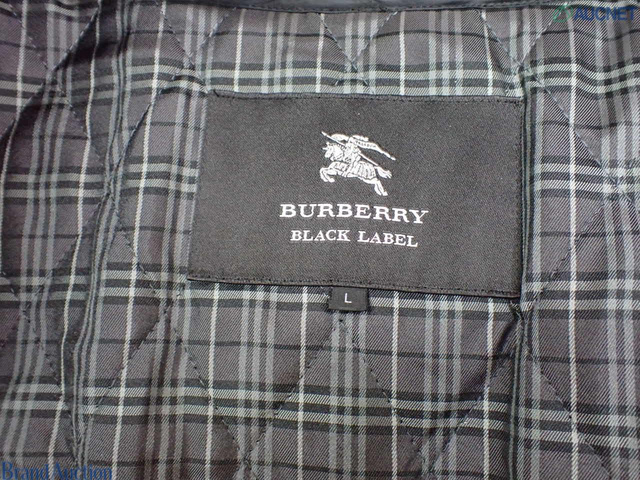 AUCNET
BURBERRY
BLACK LABEL
L
Brand Auction